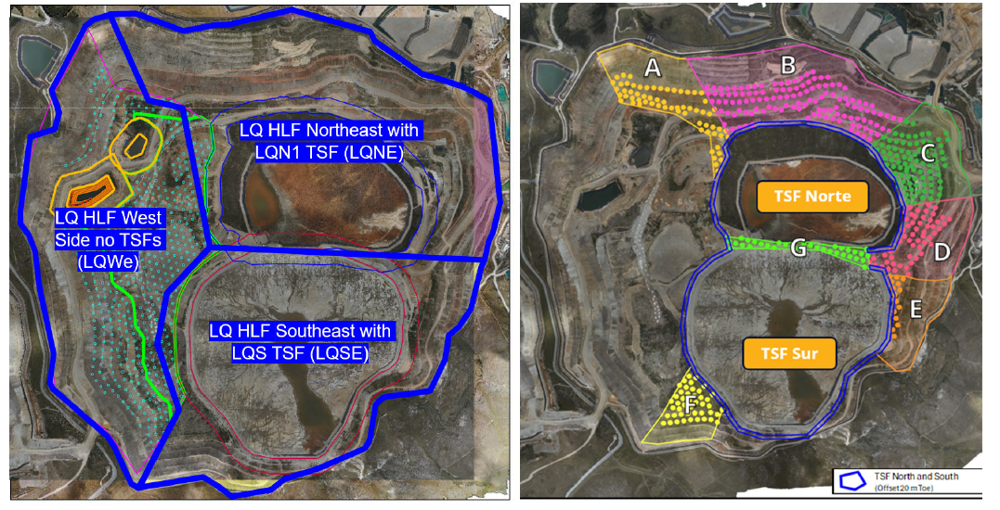 LQ HLF Northeast with
LQN1 TSF (LQNE)
LQ HLF West
Side no TSFs
(LQWe)
LQ HLF Southeast with
LQS TSF (LQSE)
A
B
C
TSF Norte
G
D
E
TSF Sur
F
TSF North and South
(Offset 20 m Toe)